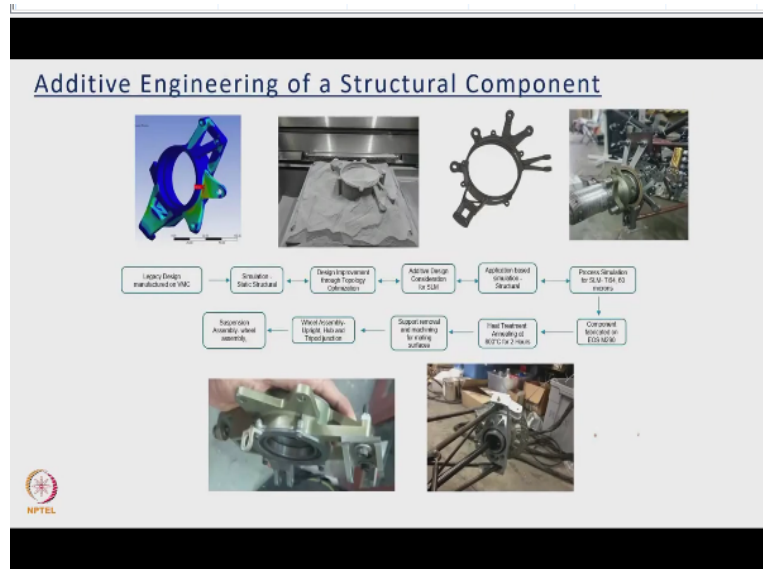 Additive Engineering of a Structural Component
Legacy Design
manufactured on VMC
Simulation -
Static Structural
Design Improvement
through Topology
Optimization
Additive Design
Consideration
for SLM
Application based
simulation -
Structural
Process Simulation
for SLM- Ti64, 60
microns
Suspension
Assembly- wheel
assembly,
Wheel Assembly-
Upright, Hub and
Tripod junction
Support removal
and machining
for mating
surfaces
Heat Treatment
Annealing at
800°C for 2 Hours
Component
fabricated on
EOS M290
NPTEL